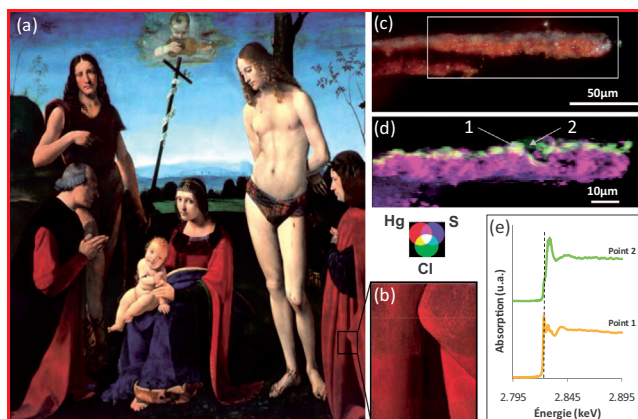 (a)
(c)
50µm
(d)
1
2
10µm
Hg
S
Cl
(b)
(e)
Point 2
Point 1
Absorption (u.a.)
2.795
2.845
2.895
Énergie (keV)